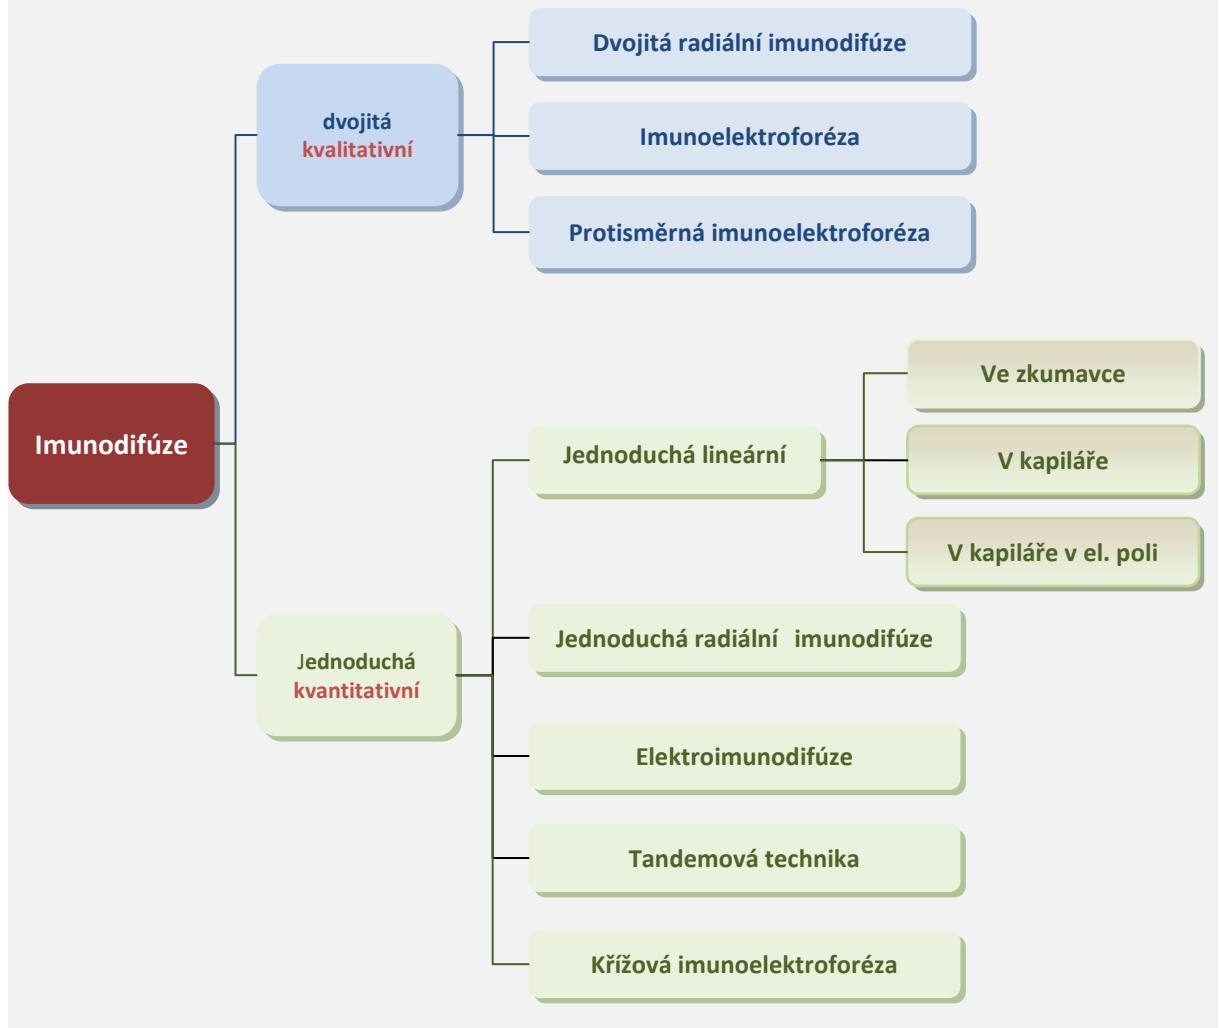 Imunodifúze
dvojitá
kvalitativní
Dvojitá radiální imunodifúze
Imunoelektroforéza
Protisměrná imunoelektroforéza
Jednoduchá
kvantitativní
Jednoduchá lineární
Ve zkumavce
V kapiláře
V kapiláře v el. poli
Jednoduchá radiální imunodifúze
Elektroimunodifúze
Tandemová technika
Křížová imunoelektroforéza